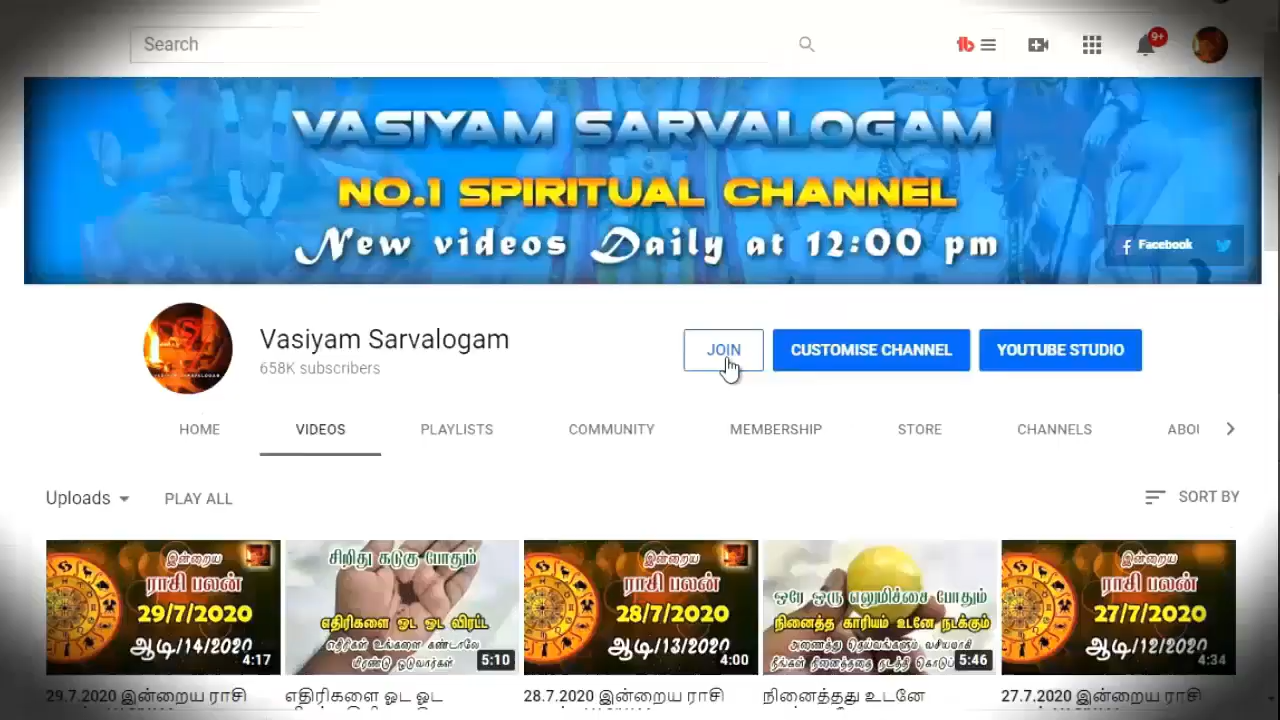 Search
9+
VASIYAM SARVALOGAM
NO.1 SPIRITUAL CHANNEL
New videos Daily at 12:00 pm
Facebook
Vasiyam Sarvalogam
658K subscribers
JOIN
CUSTOMISE CHANNEL
YOUTUBE STUDIO
HOME
VIDEOS
PLAYLISTS
COMMUNITY
MEMBERSHIP
STORE
CHANNELS
ABOU
Uploads
PLAY ALL
SORT BY
இன்றைய
ராசி பலன்
29/7/2020
ஆடி/14/2020
4:17
சிறிது கடுகு போதும்
எதிரிகளை ஓட ஓட விரட்ட
எதிரிகள் உங்களை கண்டாலே
மிரண்டு ஓடுவார்கள்
5:10
இன்றைய
ராசி பலன்
28/7/2020
ஆடி/13/2020
4:00
ஒரே ஒரு எலுமிச்சை போதும்
நினைத்த காரியம் உடனே நடக்கும்
அனைத்து தெய்வங்களும் வசியமாகி
நீங்கள் நினைத்ததை நடத்தி
5:46
இன்றைய
ராசி பலன்
27/7/2020
ஆடி/12/2020
4:34
29.7.2020 இன்றைய ராசி
எதிரிகளை ஓட ஓட
28.7.2020 இன்றைய ராசி
நினைத்தது உடனே
27.7.2020 இன்றைய ராசி